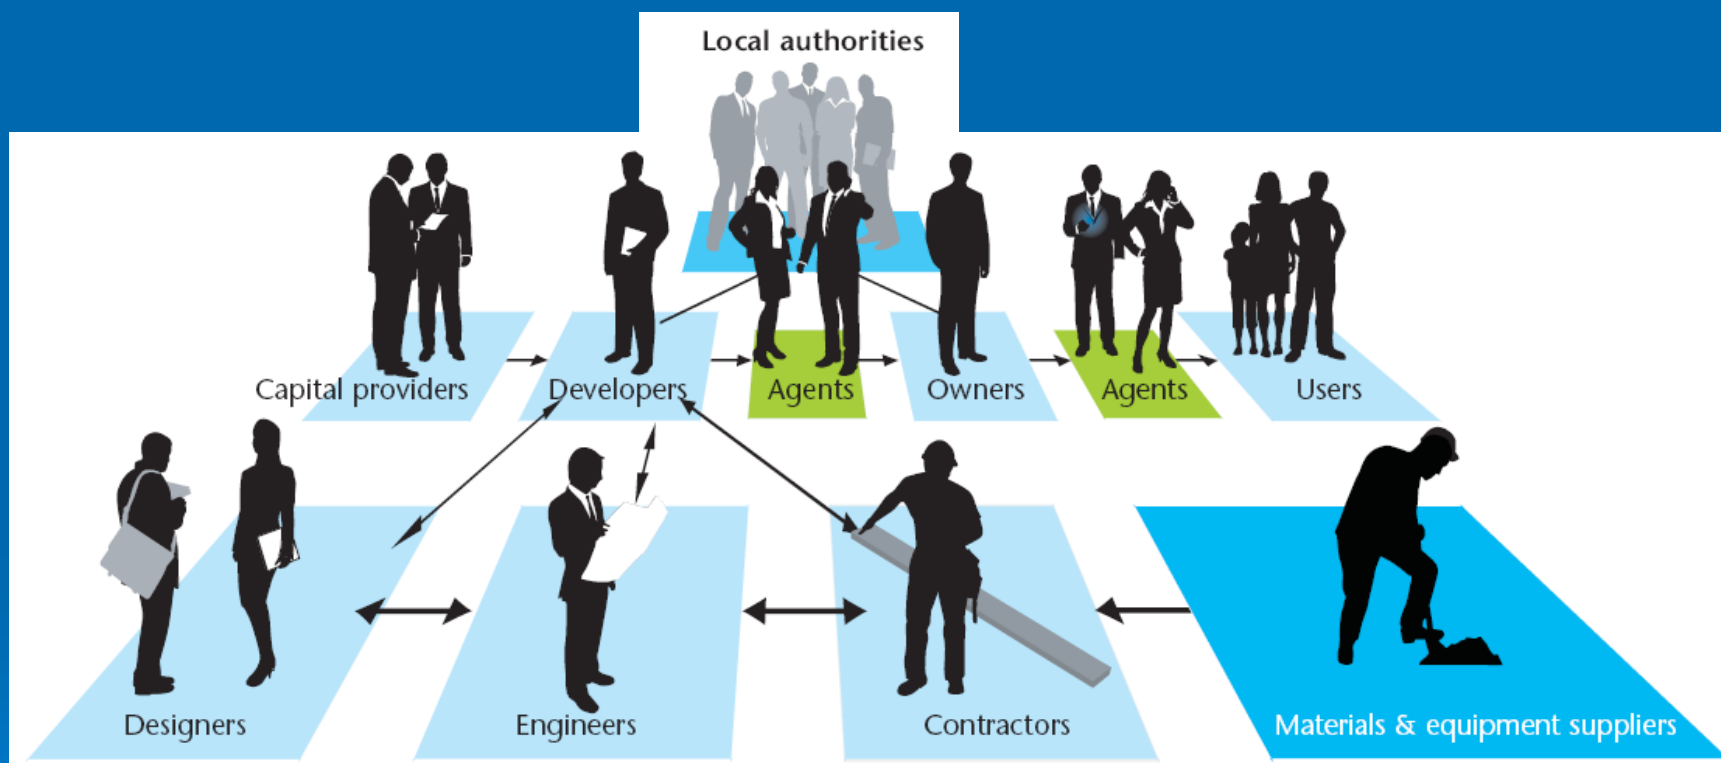 Local authorities
Capital providers
Developers
Agents
Owners
Agents
Users
Designers
Engineers
Contractors
Materials & equipment suppliers